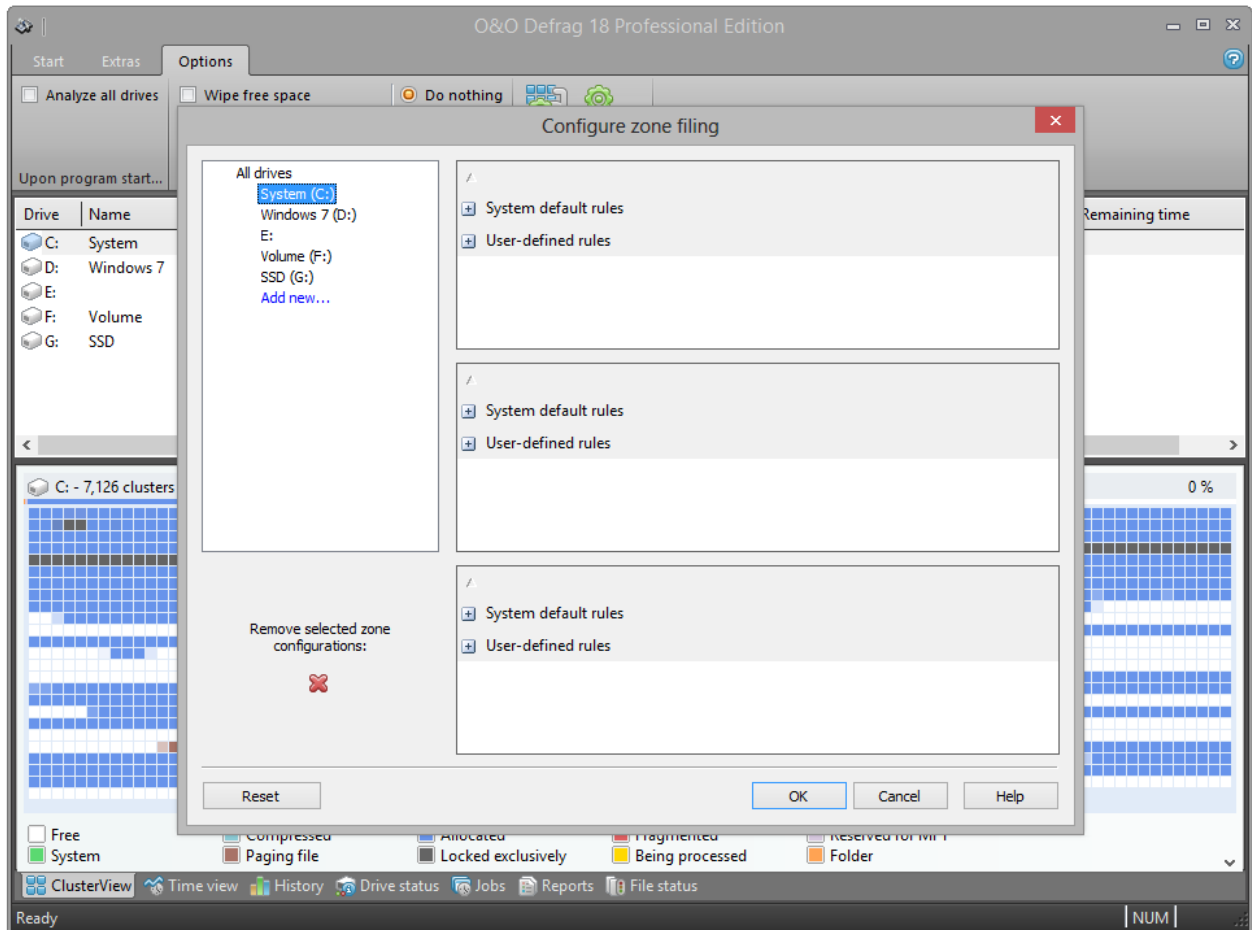 O&O Defrag 18 Professional Edition
Start Extras Options
Analyze all drives Wipe free space Do nothing
Upon program start...
Configure zone filing
Drive Name Remaining time
C: System
D: Windows 7
E:
F: Volume
G: SSD
All drives
System (C:)
Windows 7 (D:)
E:
Volume (F:)
SSD (G:)
Add new...
System default rules
User-defined rules
System default rules
User-defined rules
System default rules
User-defined rules
Remove selected zone
configurations:
Reset OK Cancel Help
C: - 7,126 clusters 0 %
Free Compressed Allocated Fragmented Reserved for MFT
System Paging file Locked exclusively Being processed Folder
ClusterView Time view History Drive status Jobs Reports File status
Ready NUM